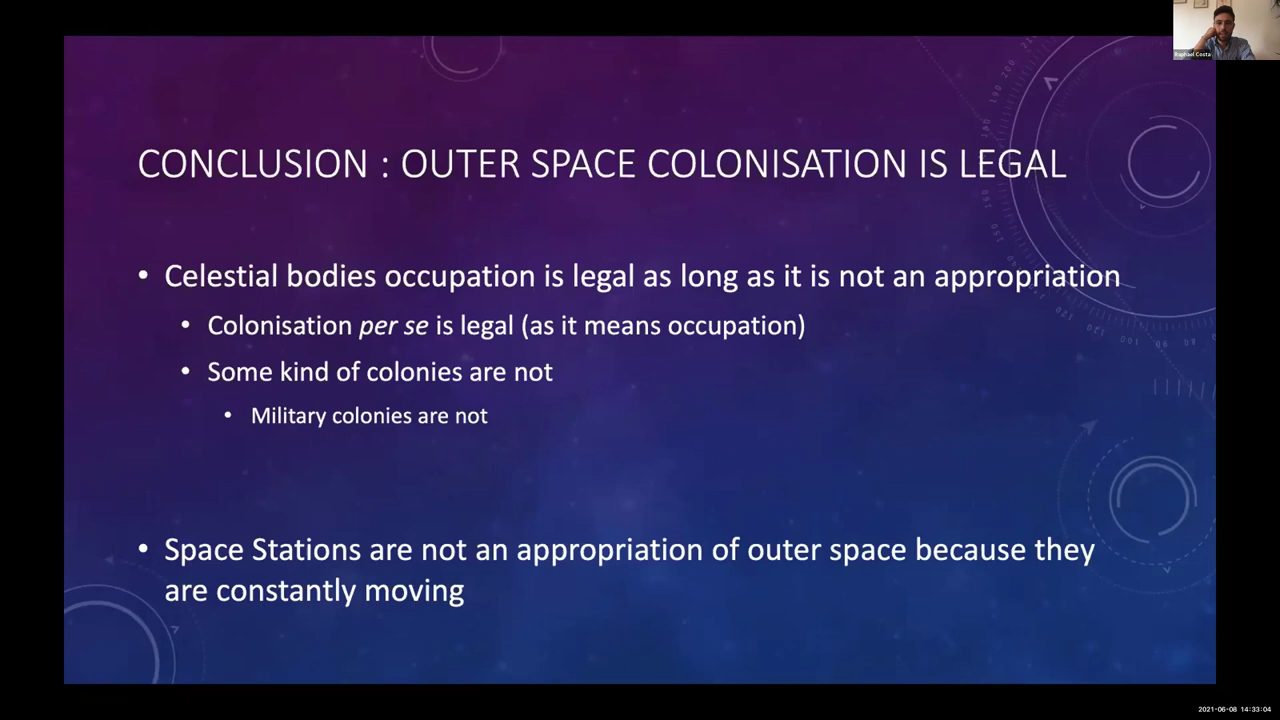 Raphael Costa
CONCLUSION : OUTER SPACE COLONISATION IS LEGAL
• Celestial bodies occupation is legal as long as it is not an appropriation
• Colonisation per se is legal (as it means occupation)
• Some kind of colonies are not
• Military colonies are not
• Space Stations are not an appropriation of outer space because they
are constantly moving
2021-06-08 14:33:04